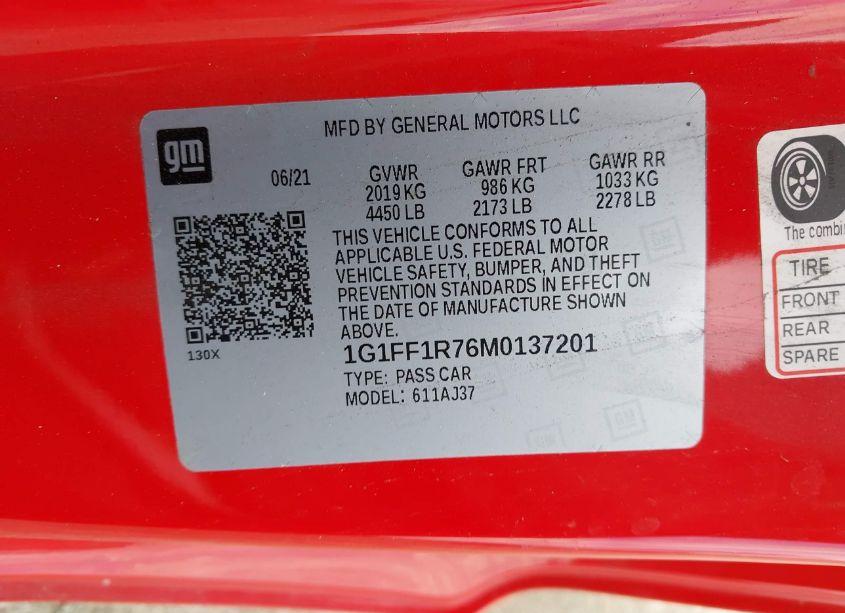 gm
MFD BY GENERAL MOTORS LLC
06/21
GVWR
2019 KG
4450 LB
GAWR FRT
986 KG
2173 LB
GAWR RR
1033 KG
2278 LB
THIS VEHICLE CONFORMS TO ALL
APPLICABLE U.S. FEDERAL MOTOR
VEHICLE SAFETY, BUMPER, AND THEFT
PREVENTION STANDARDS IN EFFECT ON
THE DATE OF MANUFACTURE SHOWN
ABOVE.
130X
1G1FF1R76M0137201
TYPE: PASS CAR
MODEL: 611AJ37
The combin
TIRE
FRONT
REAR
SPARE